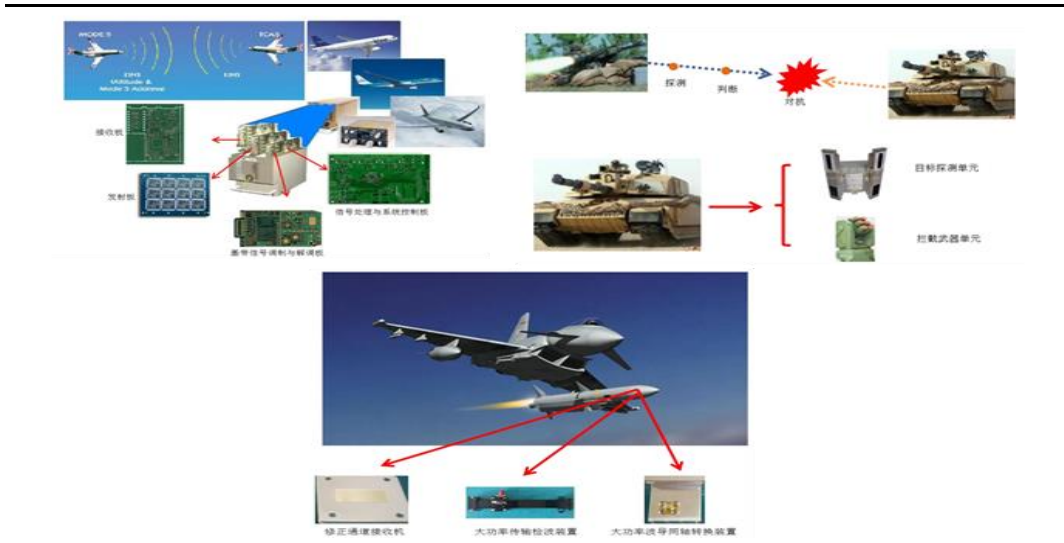 MODE S
TCAS
Altitude &
Mode S Address
接收机
发射板
信号处理与系统控制板
基带信号调制与解调板
探测
判断
对抗
目标探测单元
拦截武器单元
修正通道接收机
大功率传输检波装置
大功率波导同轴转换装置